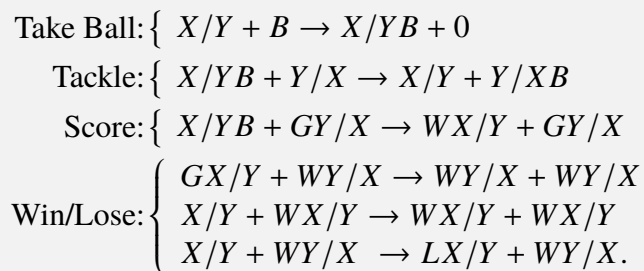 Take Ball: { X/Y + B → X/YB + 0
Tackle: { X/YB + Y/X → X/Y + Y/XB
Score: { X/YB + GY/X → WX/Y + GY/X
Win/Lose: { GX/Y + WY/X → WY/X + WY/X
X/Y + WX/Y → WX/Y + WX/Y
X/Y + WY/X → LX/Y + WY/X.